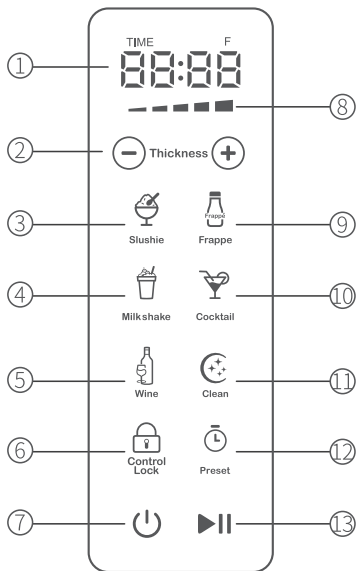 TIME F
① 88:88
⑧
② − Thickness +
Frappé
③ Slushie Frappe ⑨
④ Milkshake Cocktail ⑩
⑤ Wine Clean ⑪
⑥ Control
Lock Preset ⑫
⑦ ⑬